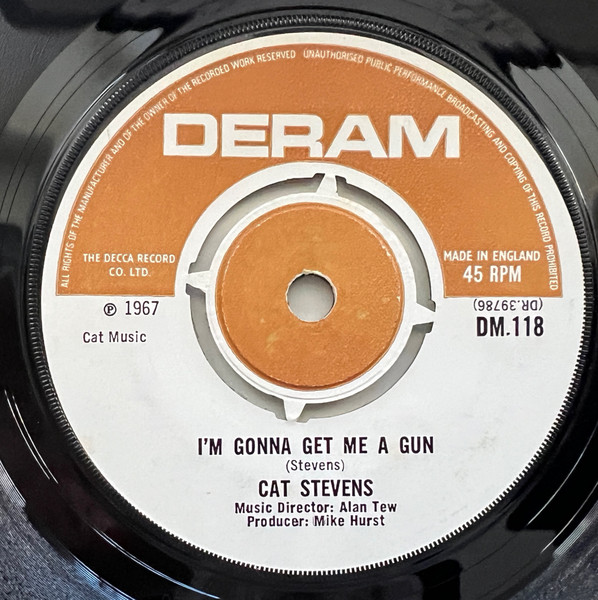 ALL RIGHTS OF THE MANUFACTURER AND OF THE OWNER OF THE RECORDED WORK RESERVED UNAUTHORISED PUBLIC PERFORMANCE BROADCASTING AND COPYING OF THIS RECORD PROHIBITED
DERAM
THE DECCA RECORD
CO. LTD.
MADE IN ENGLAND
45 RPM
℗ 1967
(DR.39786)
DM.118
Cat Music
I'M GONNA GET ME A GUN
(Stevens)
CAT STEVENS
Music Director: Alan Tew
Producer: Mike Hurst